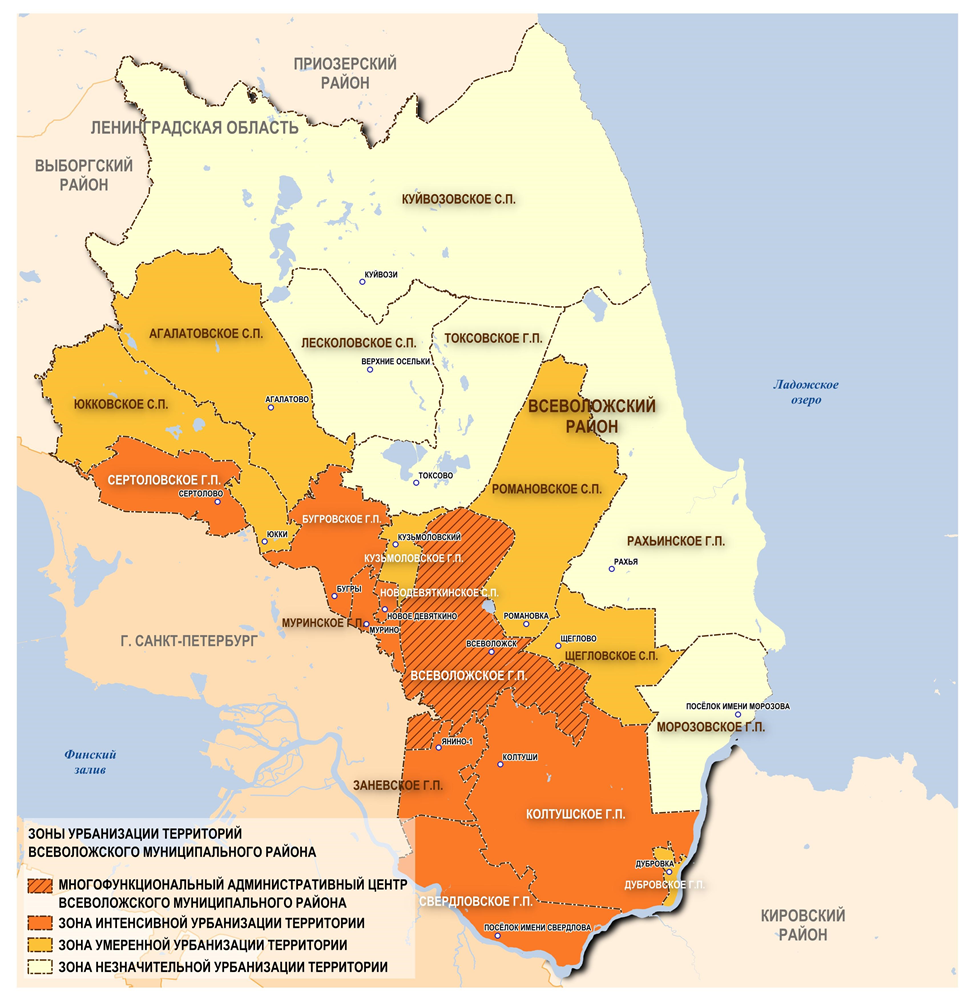 ПРИОЗЕРСКИЙ
РАЙОН
ЛЕНИНГРАДСКАЯ ОБЛАСТЬ
ВЫБОРГСКИЙ
РАЙОН
КУЙВОЗОВСКОЕ С.П.
КУЙВОЗИ
АГАЛАТОВСКОЕ С.П.
ЛЕСКОЛОВСКОЕ С.П.
ТОКСОВСКОЕ Г.П.
ВЕРХНИЕ ОСЕЛЬКИ
Ладожское
озеро
ЮККОВСКОЕ С.П.
АГАЛАТОВО
ВСЕВОЛОЖСКИЙ
РАЙОН
СЕРТОЛОВСКОЕ Г.П.
СЕРТОЛОВО
ТОКСОВО
РОМАНОВСКОЕ С.П.
БУГРОВСКОЕ Г.П.
ЮККИ
КУЗЬМОЛОВСКИЙ
КУЗЬМОЛОВСКОЕ Г.П.
РАХЬИНСКОЕ Г.П.
РАХЬЯ
БУГРЫ
НОВОДЕВЯТКИНСКОЕ С.П.
НОВОЕ ДЕВЯТКИНО
РОМАНОВКА
МУРИНСКОЕ Г.П.
МУРИНО
Г. САНКТ-ПЕТЕРБУРГ
ВСЕВОЛОЖСК
ЩЕГЛОВО
ЩЕГЛОВСКОЕ С.П.
ВСЕВОЛОЖСКОЕ Г.П.
ПОСЁЛОК ИМЕНИ МОРОЗОВА
МОРОЗОВСКОЕ Г.П.
ЯНИНО-1
КОЛТУШИ
Финский
залив
ЗАНЕВСКОЕ Г.П.
КОЛТУШСКОЕ Г.П.
ДУБРОВКА
ДУБРОВСКОЕ Г.П.
СВЕРДЛОВСКОЕ Г.П.
ПОСЁЛОК ИМЕНИ СВЕРДЛОВА
КИРОВСКИЙ
РАЙОН
ЗОНЫ УРБАНИЗАЦИИ ТЕРРИТОРИЙ
ВСЕВОЛОЖСКОГО МУНИЦИПАЛЬНОГО РАЙОНА
МНОГОФУНКЦИОНАЛЬНЫЙ АДМИНИСТРАТИВНЫЙ ЦЕНТР
ВСЕВОЛОЖСКОГО МУНИЦИПАЛЬНОГО РАЙОНА
ЗОНА ИНТЕНСИВНОЙ УРБАНИЗАЦИИ ТЕРРИТОРИИ
ЗОНА УМЕРЕННОЙ УРБАНИЗАЦИИ ТЕРРИТОРИИ
ЗОНА НЕЗНАЧИТЕЛЬНОЙ УРБАНИЗАЦИИ ТЕРРИТОРИИ